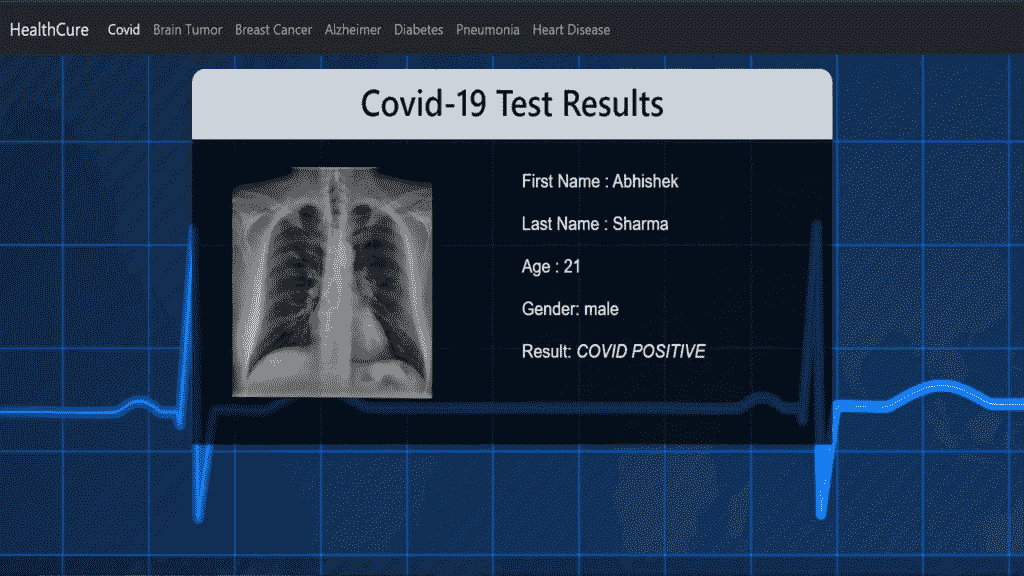 HealthCure Covid Brain Tumor Breast Cancer Alzheimer Diabetes Pneumonia Heart Disease
Covid-19 Test Results
First Name : Abhishek
Last Name : Sharma
Age : 21
Gender: male
Result: COVID POSITIVE